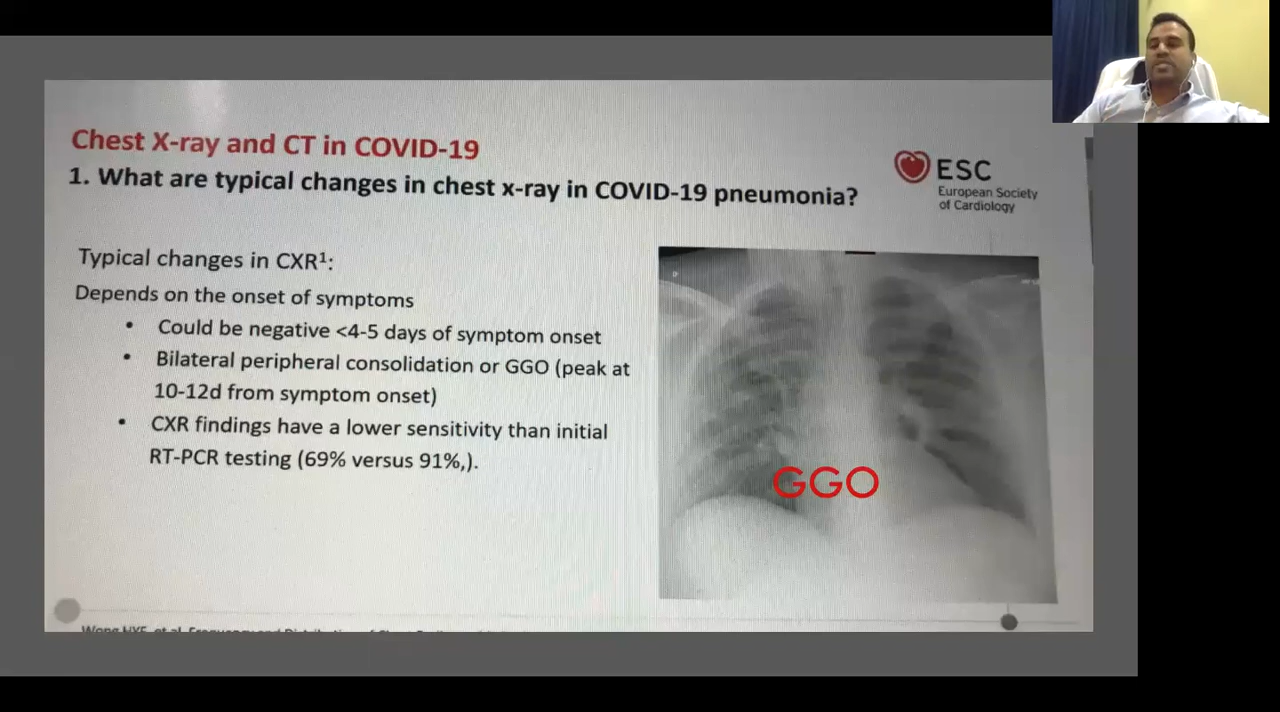 Chest X-ray and CT in COVID-19
1. What are typical changes in chest x-ray in COVID-19 pneumonia?
ESC
European Society
of Cardiology
Typical changes in CXR¹:
Depends on the onset of symptoms
• Could be negative <4-5 days of symptom onset
• Bilateral peripheral consolidation or GGO (peak at
10-12d from symptom onset)
• CXR findings have a lower sensitivity than initial
RT-PCR testing (69% versus 91%,).
GGO